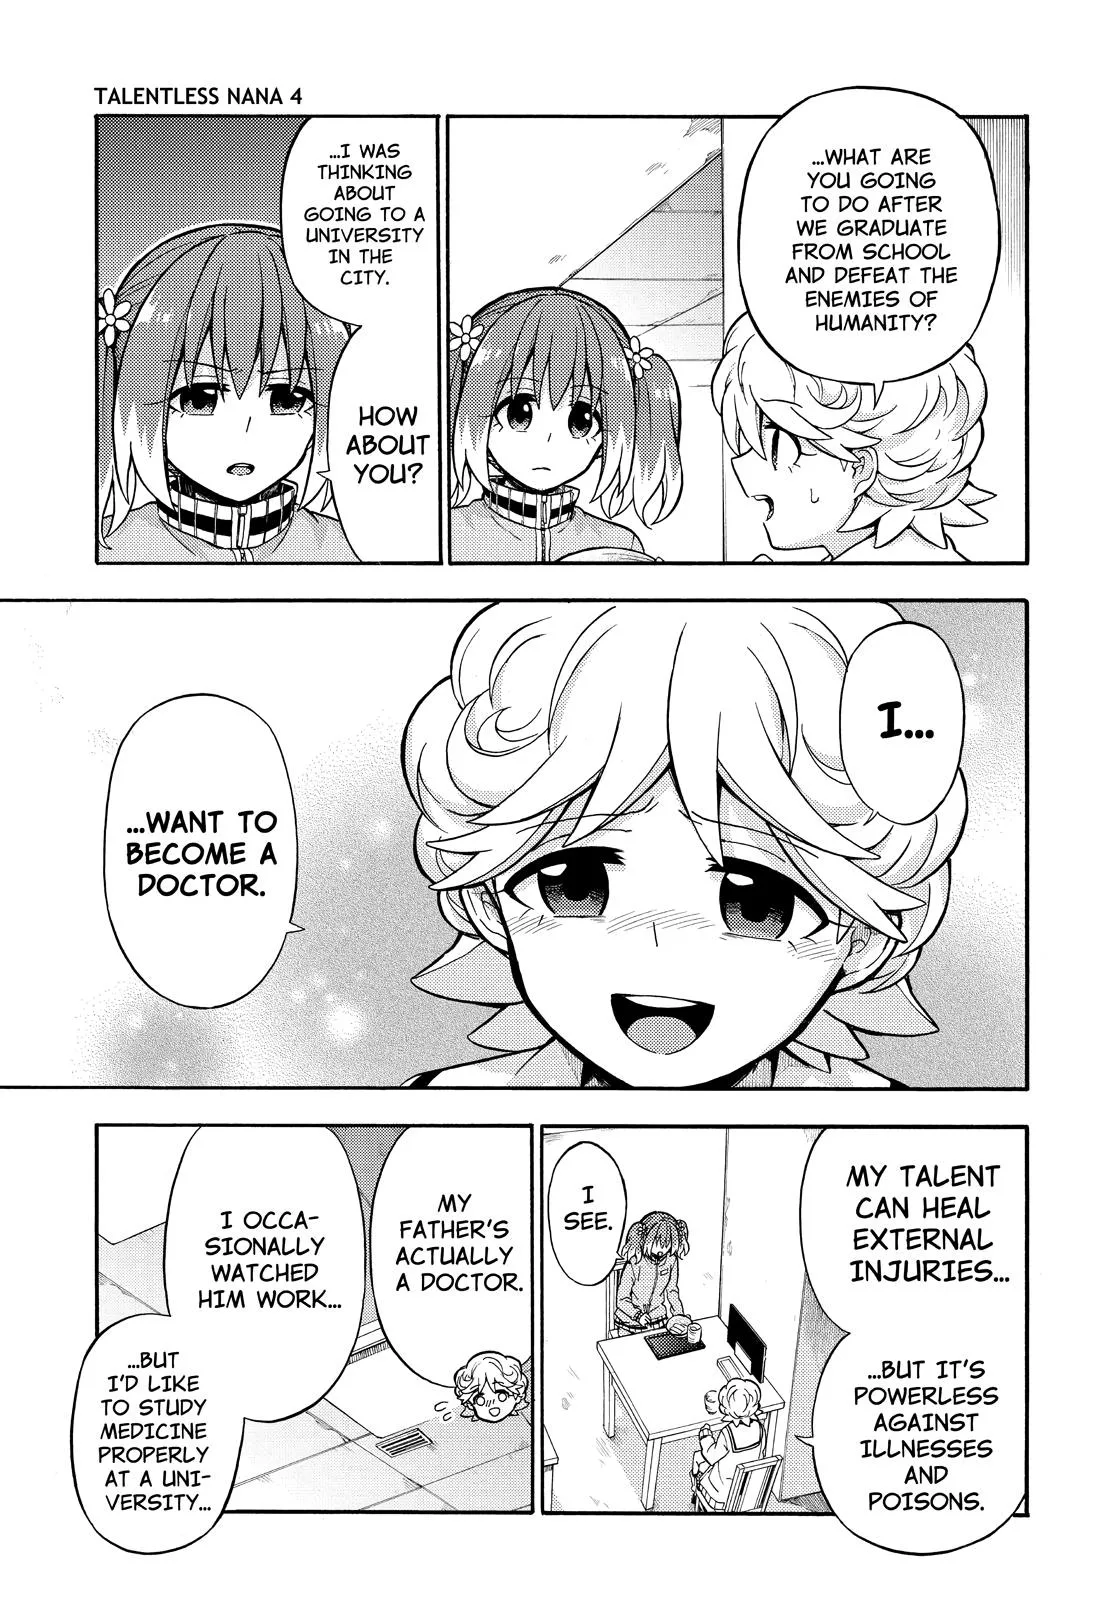 TALENTLESS NANA 4
...WHAT ARE
YOU GOING
TO DO AFTER
WE GRADUATE
FROM SCHOOL
AND DEFEAT THE
ENEMIES OF
HUMANITY?
...I WAS
THINKING
ABOUT
GOING TO A
UNIVERSITY
IN THE
CITY.
HOW
ABOUT
YOU?
I...
...WANT TO
BECOME A
DOCTOR.
MY TALENT
CAN HEAL
EXTERNAL
INJURIES...
...BUT IT'S
POWERLESS
AGAINST
ILLNESSES
AND
POISONS.
I
SEE.
MY
FATHER'S
ACTUALLY
A DOCTOR.
I OCCA-
SIONALLY
WATCHED
HIM WORK...
...BUT
I'D LIKE
TO STUDY
MEDICINE
PROPERLY
AT A UNI-
VERSITY...